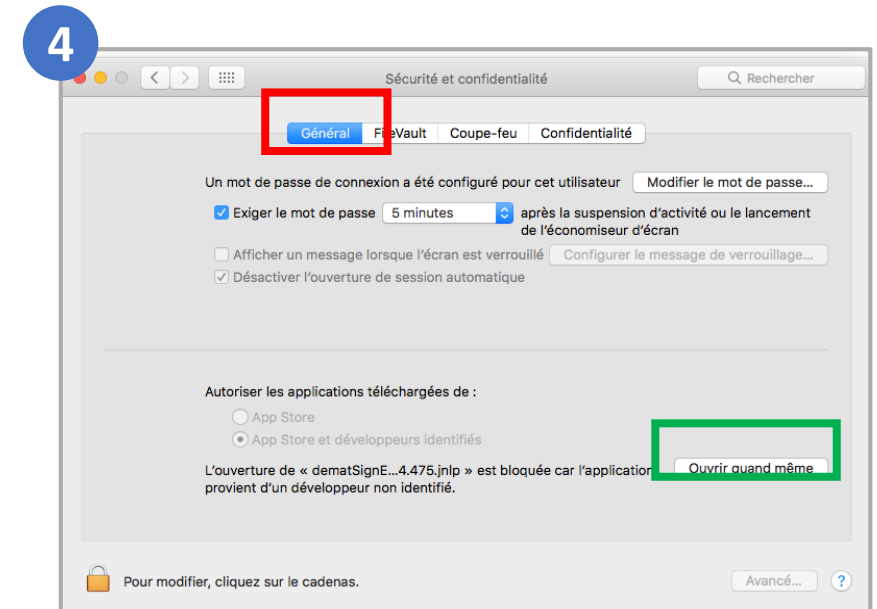 4
Sécurité et confidentialité
Rechercher
Général FileVault Coupe-feu Confidentialité
Un mot de passe de connexion a été configuré pour cet utilisateur Modifier le mot de passe...
Exiger le mot de passe 5 minutes après la suspension d'activité ou le lancement
de l'économiseur d'écran
Afficher un message lorsque l'écran est verrouillé Configurer le message de verrouillage...
Désactiver l'ouverture de session automatique
Autoriser les applications téléchargées de :
App Store
App Store et développeurs identifiés
L'ouverture de « dematSignE...4.475.jnlp » est bloquée car l'application Ouvrir quand même
provient d'un développeur non identifié.
Pour modifier, cliquez sur le cadenas. Avancé... ?